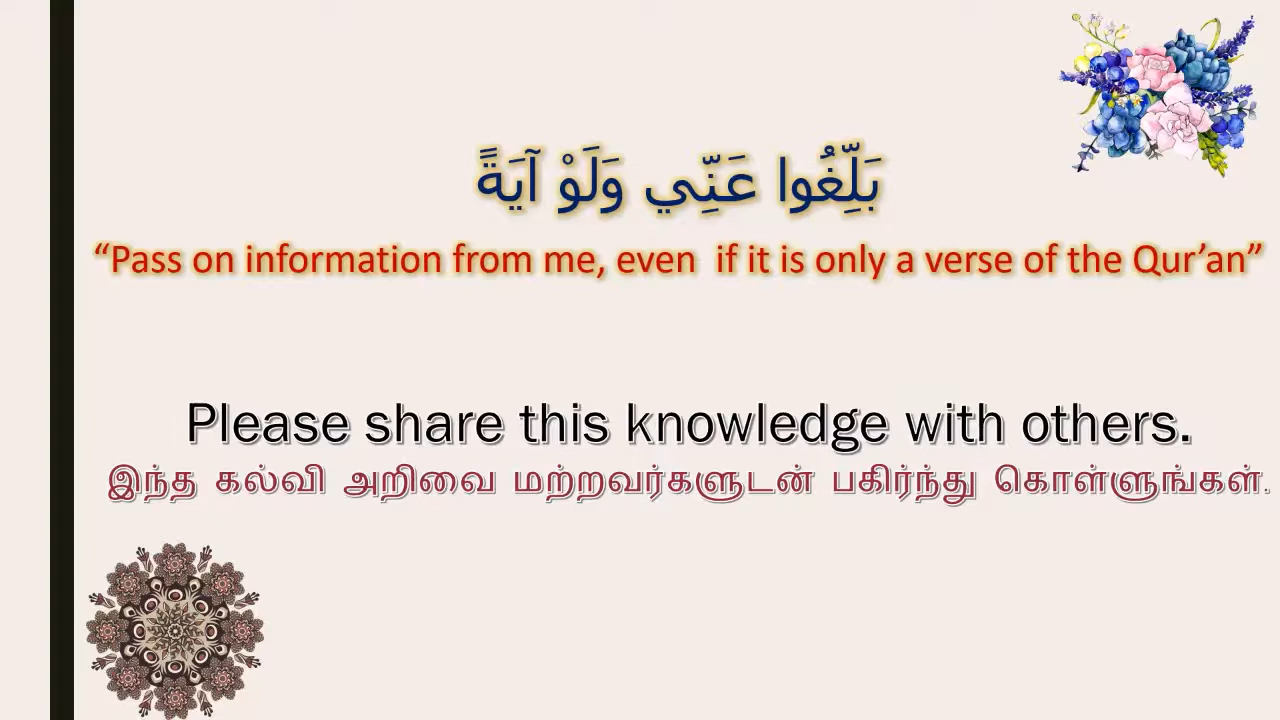 بَلِّغُوا عَنِّي وَلَوْ آيَةً
“Pass on information from me, even  if it is only a verse of the Qur’an”
Please share this knowledge with others.
இந்த கல்வி அறிவை மற்றவர்களுடன் பகிர்ந்து கொள்ளுங்கள்.